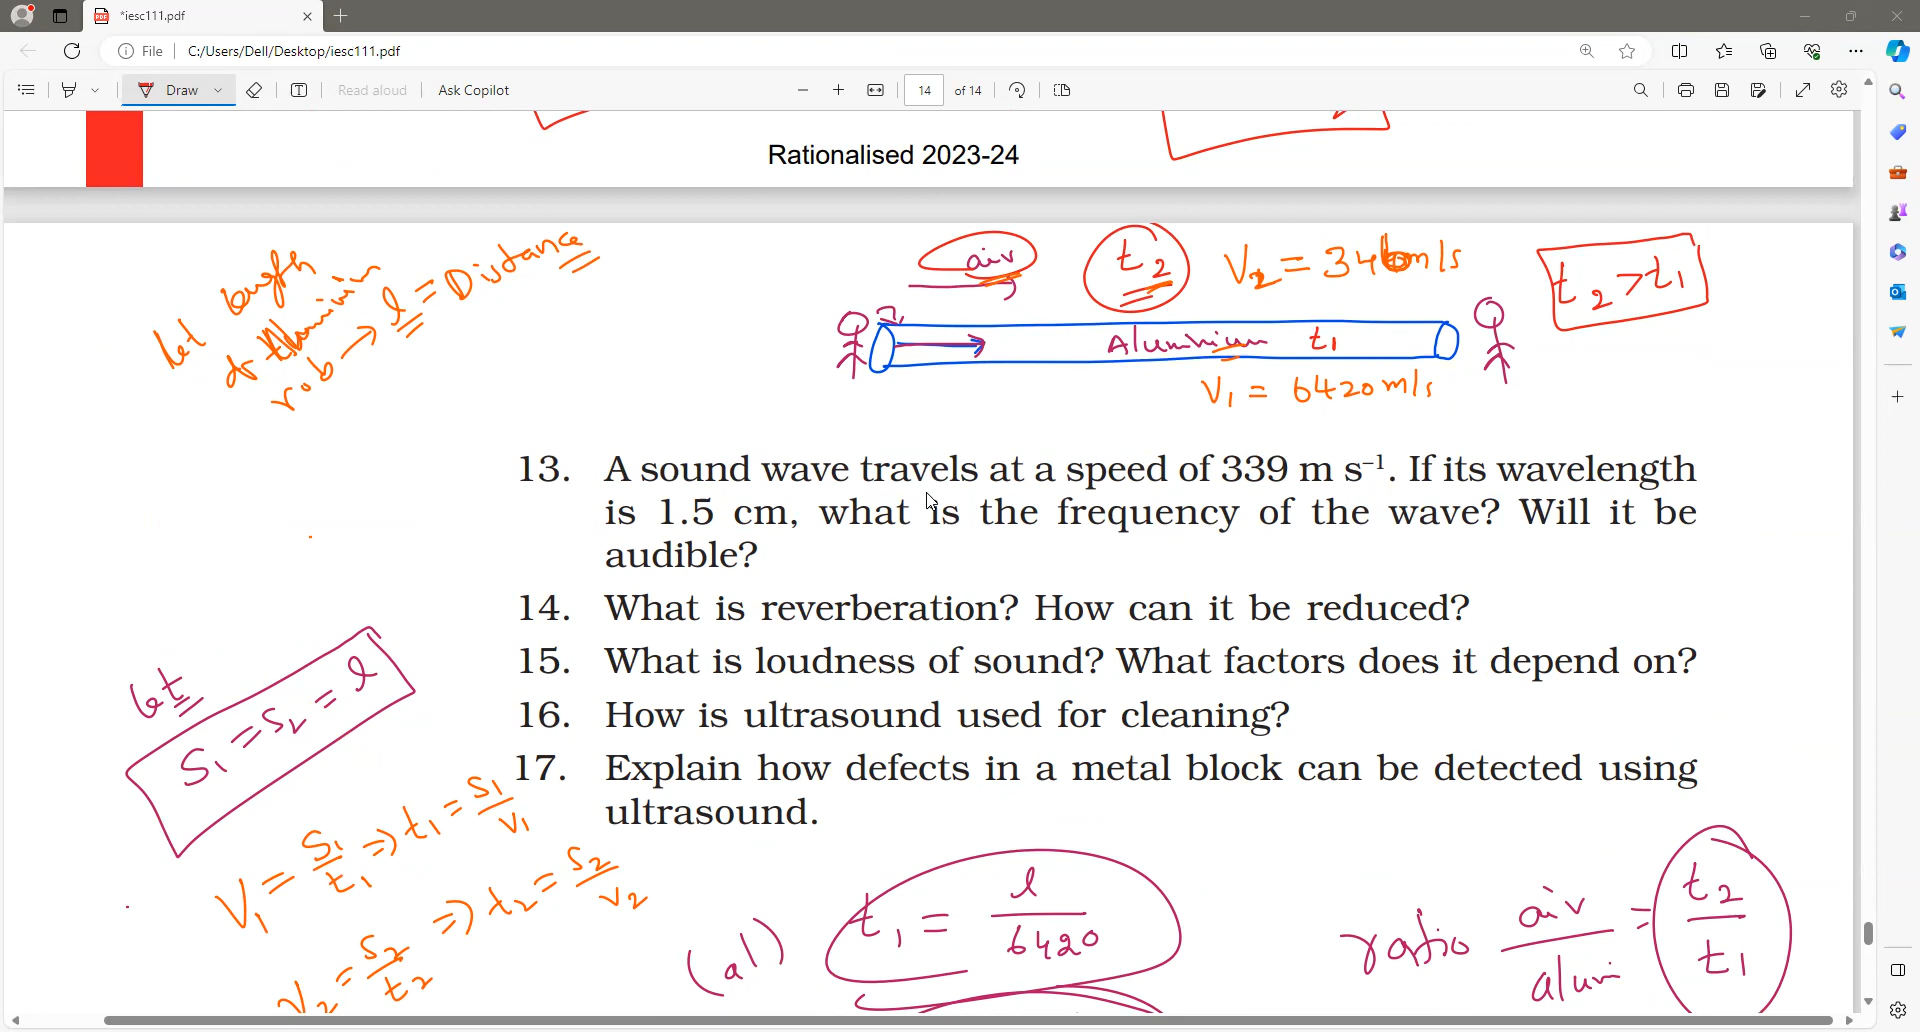 *iesc111.pdf
File C:/Users/Dell/Desktop/iesc111.pdf
Draw Read aloud Ask Copilot 14 of 14
Rationalised 2023-24
let length
of Aluminium
rob → l = Distance
air t2 V2 = 346m/s t2 > t1
Aluminium t1
V1 = 6420 m/s
13. A sound wave travels at a speed of 339 m s–1. If its wavelength
is 1.5 cm, what is the frequency of the wave? Will it be
audible?
14. What is reverberation? How can it be reduced?
15. What is loudness of sound? What factors does it depend on?
16. How is ultrasound used for cleaning?
17. Explain how defects in a metal block can be detected using
ultrasound.
let
S1 = S2 = l
V1 = S1/t1 => t1 = S1/V1
V2 = S2/t2 => t2 = S2/V2
(al) t1 = l/6420
ratio air/alumi = t2/t1